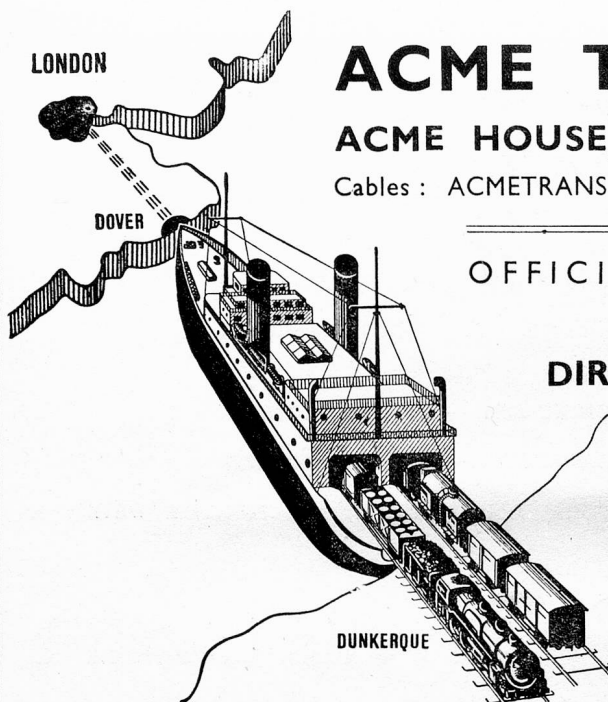 LONDON
ACME T
ACME HOUSE
Cables : ACMETRANS
DOVER
OFFICI
DIR
DUNKERQUE